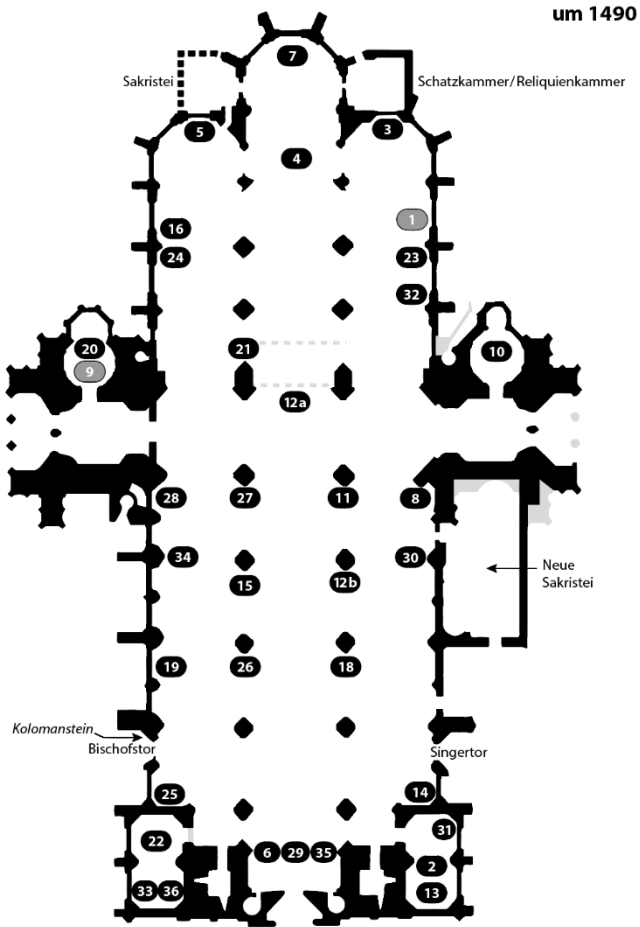 um 1490
7
Sakristei
Schatzkammer/Reliquienkammer
5
3
4
1
16
24
23
32
20
9
21
10
12a
28
27
11
8
34
30
15
12b
Neue
Sakristei
19
26
18
Kolomanstein
Bischofstor
Singertor
25
14
22
31
6 29 35
2
33 36
13